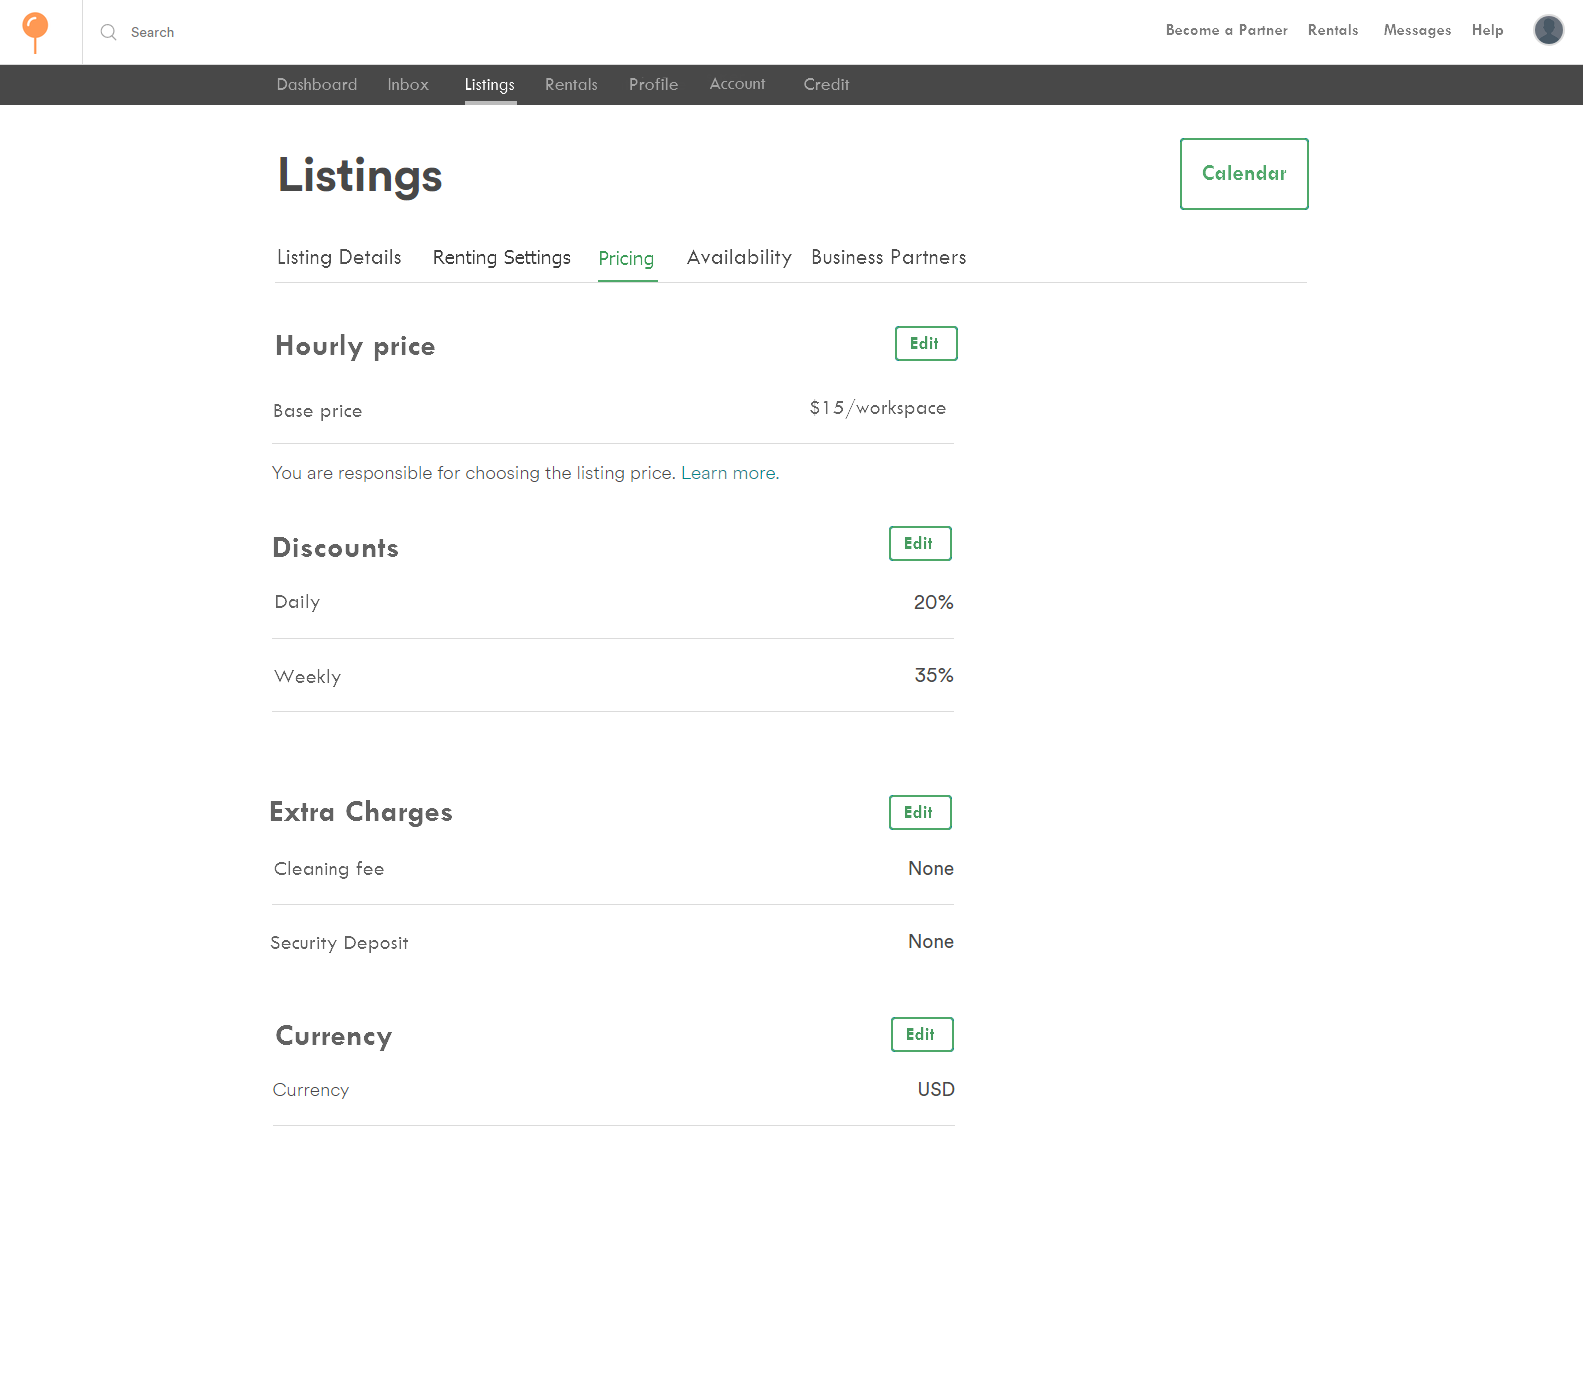 Search
Become a Partner Rentals Messages Help
Dashboard Inbox Listings Rentals Profile Account Credit
Listings
Calendar
Listing Details Renting Settings Pricing Availability Business Partners
Hourly price
Edit
Base price $15/workspace
You are responsible for choosing the listing price. Learn more.
Discounts
Edit
Daily 20%
Weekly 35%
Extra Charges
Edit
Cleaning fee None
Security Deposit None
Currency
Edit
Currency USD